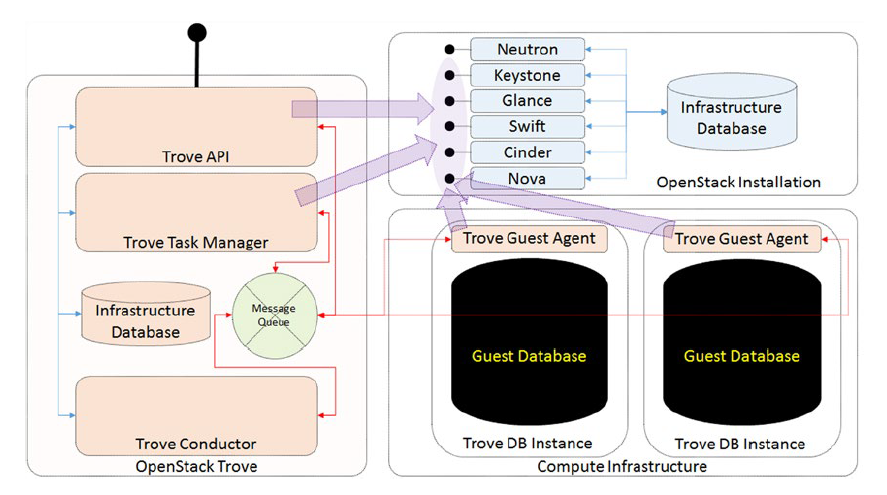 Trove API
Trove Task Manager
Infrastructure
Database
Message
Queue
Trove Conductor
OpenStack Trove
Neutron
Keystone
Glance
Swift
Cinder
Nova
Infrastructure
Database
OpenStack Installation
Trove Guest Agent
Guest Database
Trove DB Instance
Trove Guest Agent
Guest Database
Trove DB Instance
Compute Infrastructure